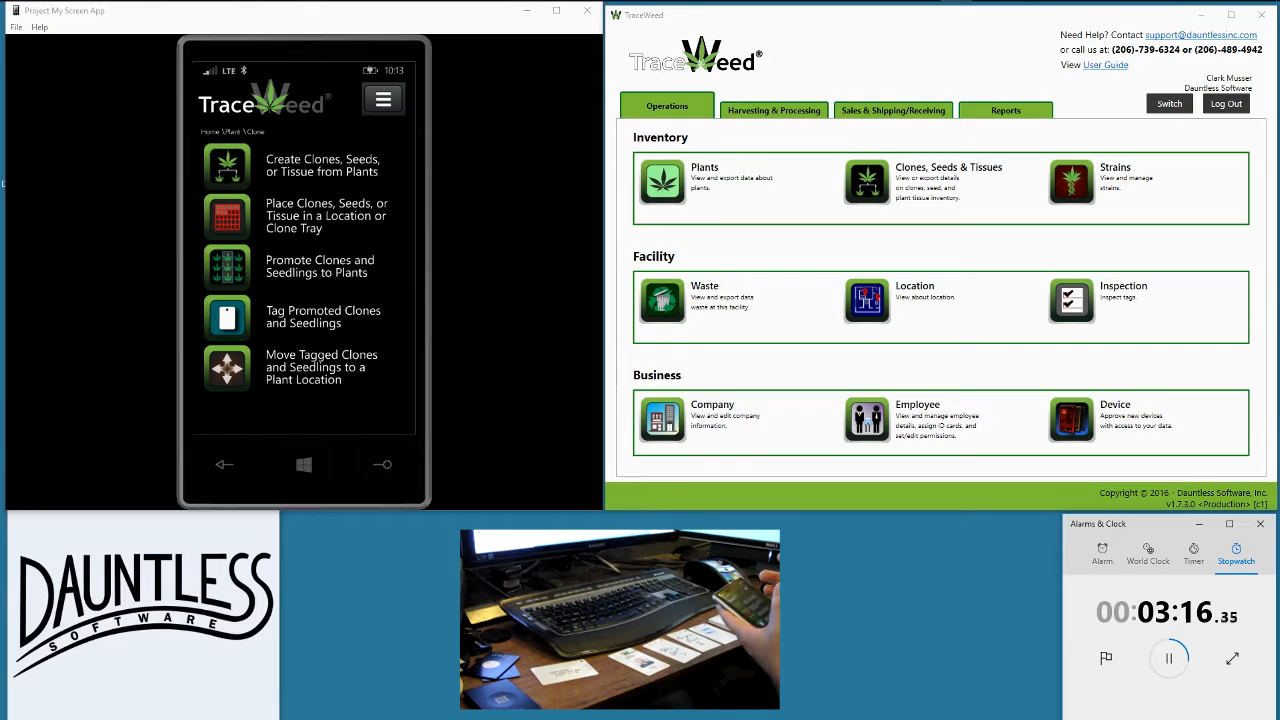 Project My Screen App
File Help
LTE 10:13
TraceWeed®
Home \Plant \Clone
Create Clones, Seeds,
or Tissue from Plants
Place Clones, Seeds, or
Tissue in a Location or
Clone Tray
Promote Clones and
Seedlings to Plants
Tag Promoted Clones
and Seedlings
Move Tagged Clones
and Seedlings to a
Plant Location
TraceWeed
TraceWeed®
Need Help? Contact support@dauntlessinc.com
or call us at: (206)-739-6324 or (206)-489-4942
View User Guide
Clark Musser
Dauntless Software
Switch Log Out
Operations Harvesting & Processing Sales & Shipping/Receiving Reports
Inventory
Plants
View and export data about
plants.
Clones, Seeds & Tissues
View or export details
on clones, seed, and
plant tissue inventory.
Strains
View and manage
strains.
Facility
Waste
View and export data
waste at this facility.
Location
View about location.
Inspection
Inspect tags.
Business
Company
View and edit company
information.
Employee
View and manage employee
details, assign ID cards, and
set/edit permissions.
Device
Approve new devices
with access to your data.
Copyright © 2016 - Dauntless Software, Inc.
v1.7.3.0 <Production> [c1]
DAUNTLESS
SOFTWARE
Alarms & Clock
Alarm World Clock Timer Stopwatch
00:03:16.35